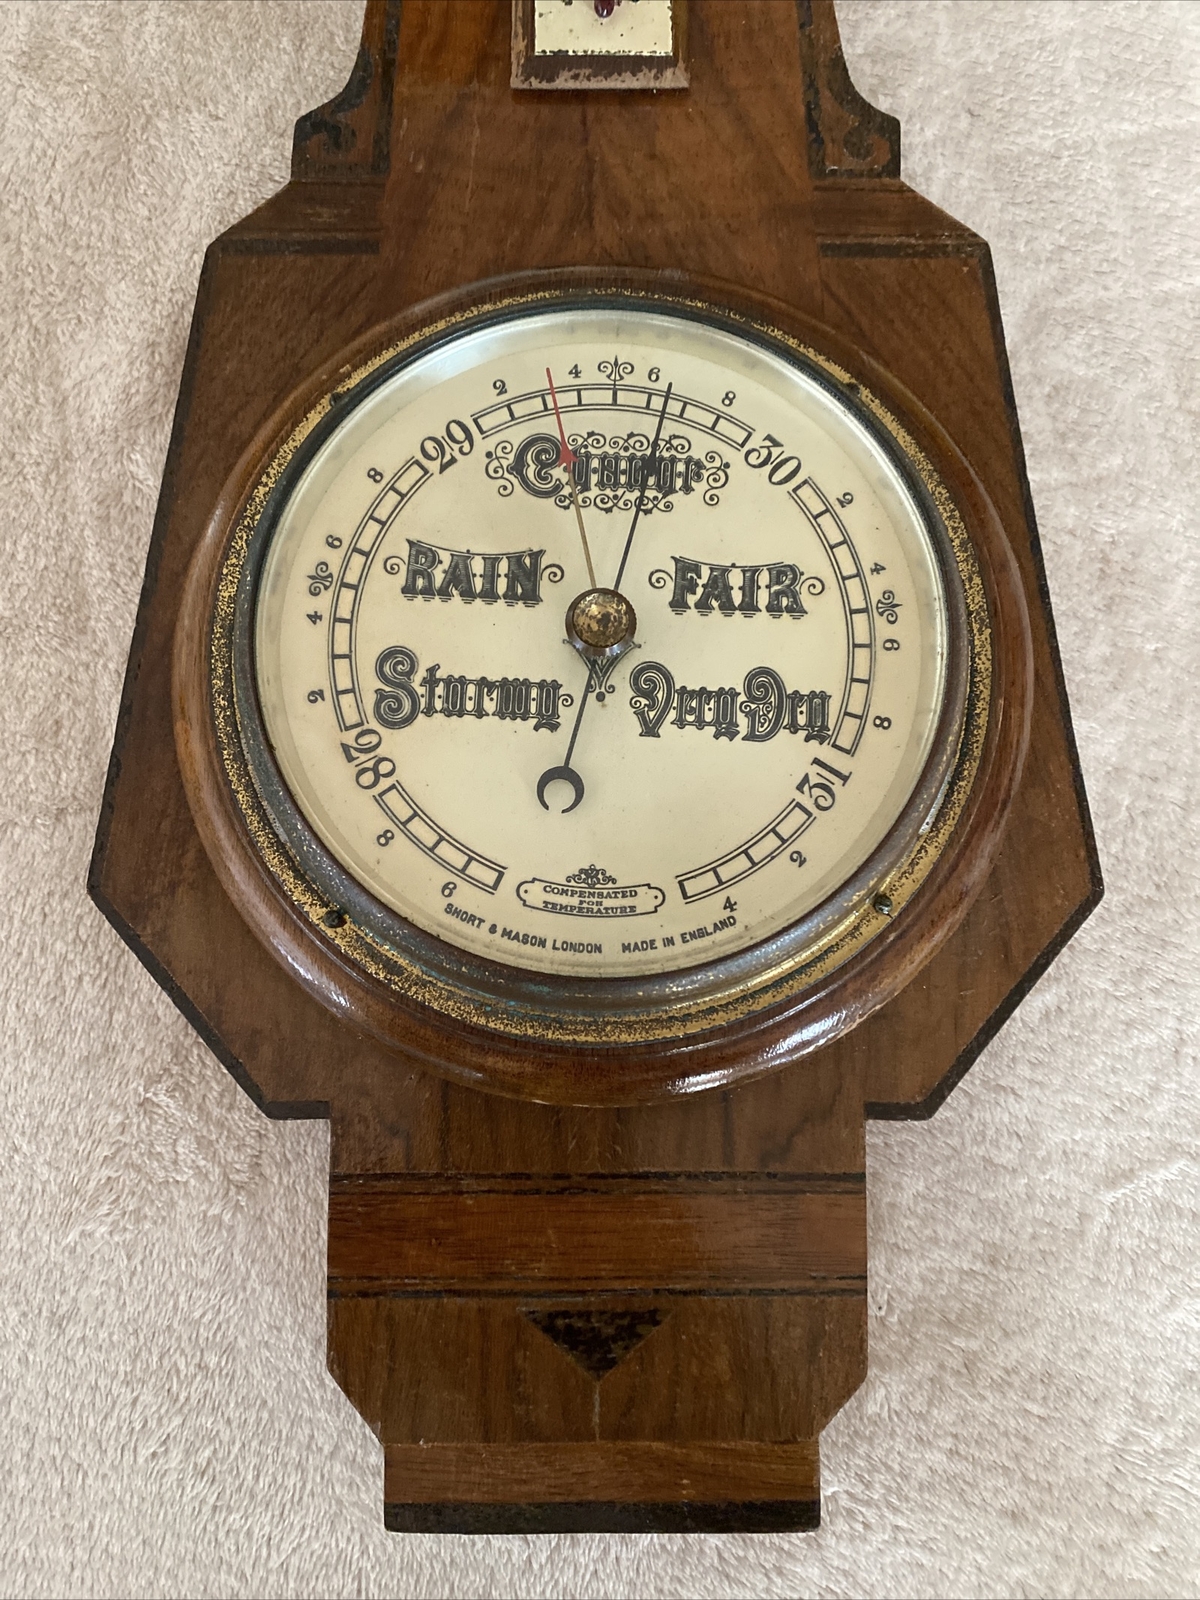 2 4 6 8
29 30
8 2
6 4
4 6
2 8
28 31
8 2
6 4
RAIN FAIR
Stormy Very Dry
COMPENSATED
FOR
TEMPERATURE
SHORT & MASON LONDON MADE IN ENGLAND